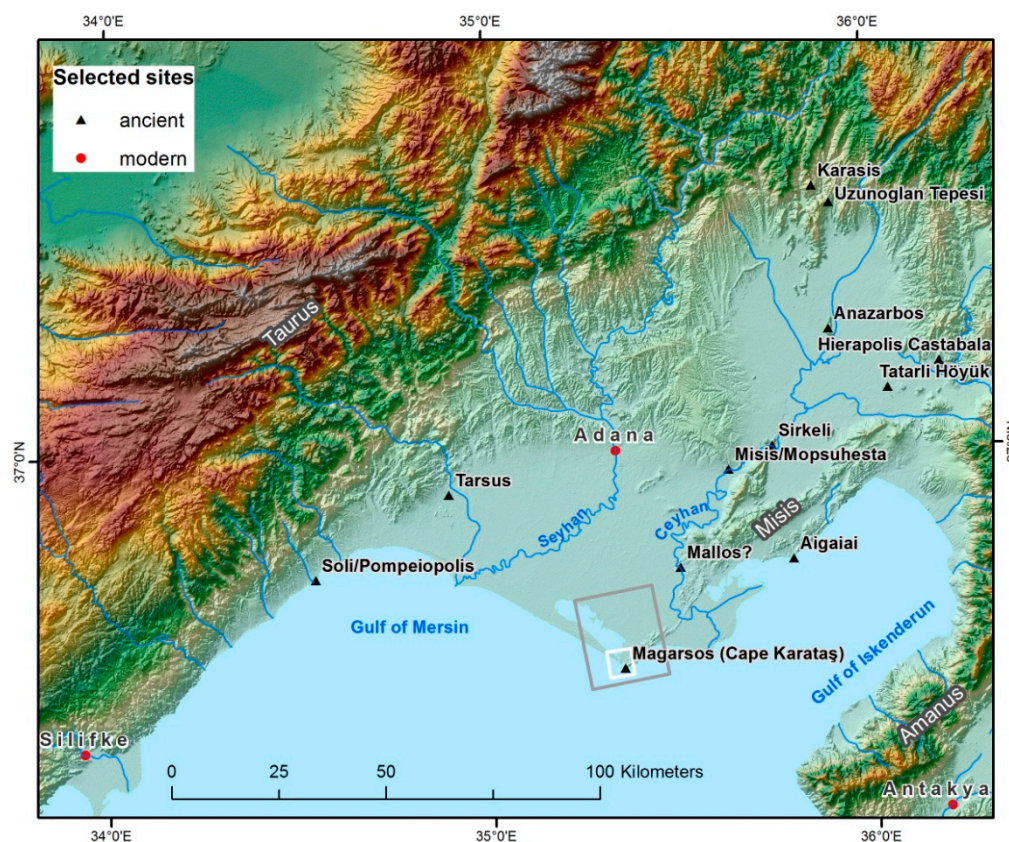 34°0'E 35°0'E 36°0'E
Selected sites
ancient
modern
Karasis
Uzunoglan Tepesi
Taurus
Anazarbos
Hierapolis Castabala
Tatarli Höyük
37°0'N
Adana
Sirkeli
Misis/Mopsuhesta
Tarsus
Seyhan
Ceyhan
Misis
Mallos?
Aigaiai
Soli/Pompeiopolis
Gulf of Mersin
Magarsos (Cape Karataş)
Gulf of Iskenderun
Amanus
Silifke
0 25 50 100 Kilometers
Antakya
34°0'E 35°0'E 36°0'E